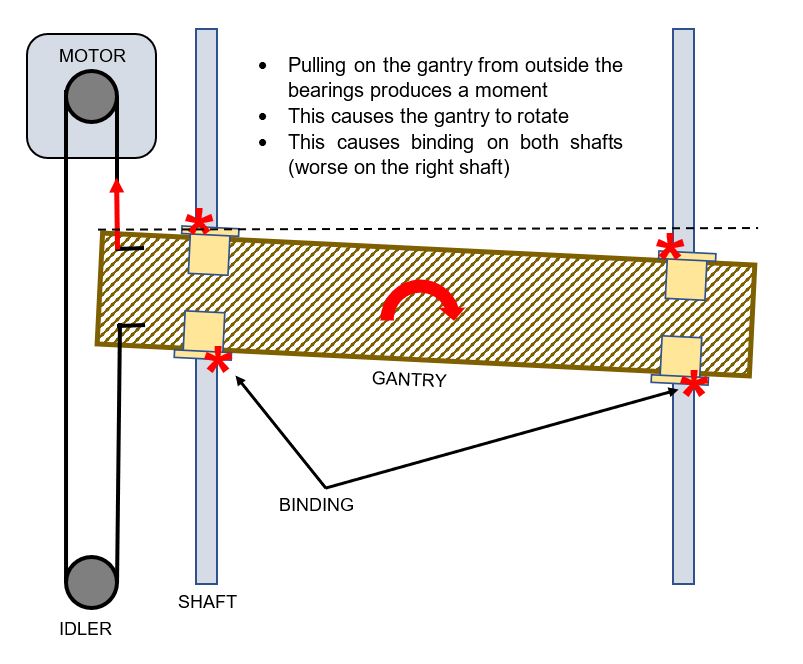 MOTOR
• Pulling on the gantry from outside the
bearings produces a moment
• This causes the gantry to rotate
• This causes binding on both shafts
(worse on the right shaft)
GANTRY
BINDING
SHAFT
IDLER